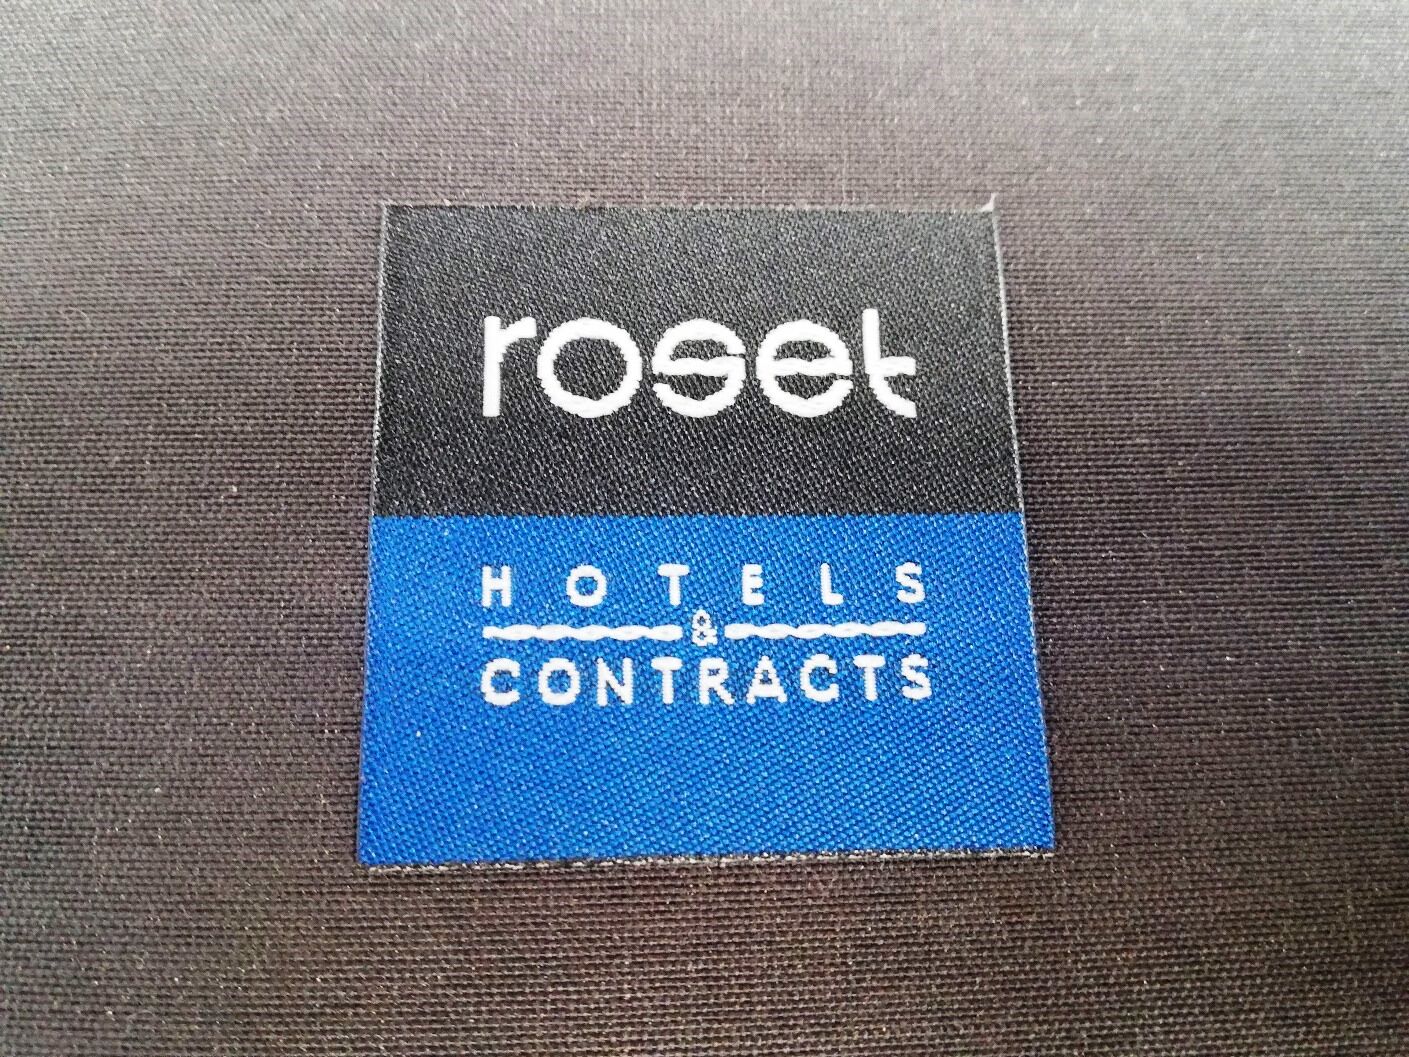 roset
HOTELS
&
CONTRACTS